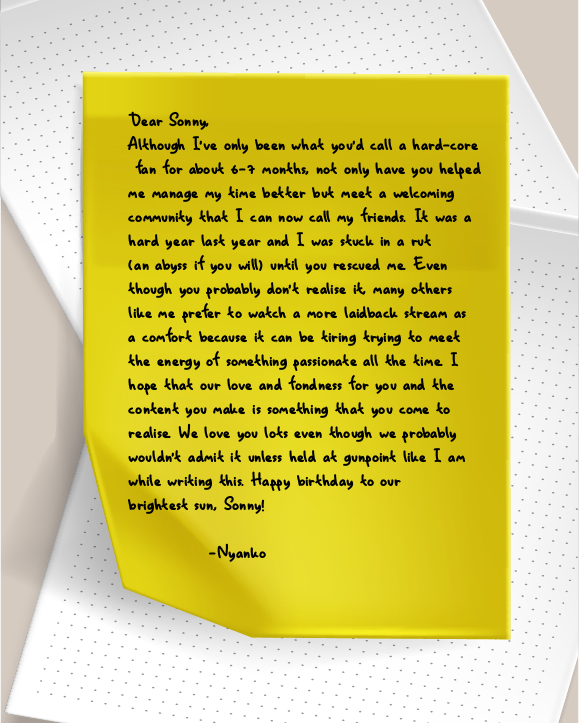 Dear Sonny,
Although I've only been what you'd call a hard-core
fan for about 6-7 months, not only have you helped
me manage my time better but meet a welcoming
community that I can now call my friends. It was a
hard year last year and I was stuck in a rut
(an abyss if you will) until you rescued me. Even
though you probably don't realise it, many others
like me prefer to watch a more laidback stream as
a comfort because it can be tiring trying to meet
the energy of something passionate all the time. I
hope that our love and fondness for you and the
content you make is something that you come to
realise. We love you lots even though we probably
wouldn't admit it unless held at gunpoint like I am
while writing this. Happy birthday to our
brightest sun, Sonny!
-Nyanko